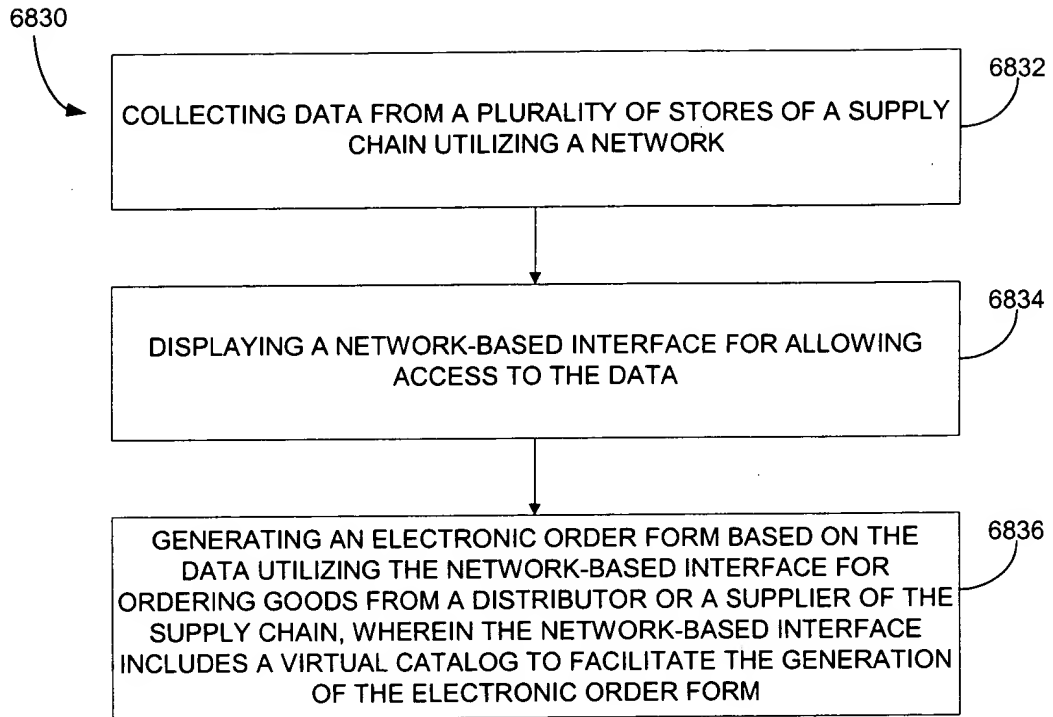 6830
6832
COLLECTING DATA FROM A PLURALITY OF STORES OF A SUPPLY
CHAIN UTILIZING A NETWORK
6834
DISPLAYING A NETWORK-BASED INTERFACE FOR ALLOWING
ACCESS TO THE DATA
6836
GENERATING AN ELECTRONIC ORDER FORM BASED ON THE
DATA UTILIZING THE NETWORK-BASED INTERFACE FOR
ORDERING GOODS FROM A DISTRIBUTOR OR A SUPPLIER OF THE
SUPPLY CHAIN, WHEREIN THE NETWORK-BASED INTERFACE
INCLUDES A VIRTUAL CATALOG TO FACILITATE THE GENERATION
OF THE ELECTRONIC ORDER FORM